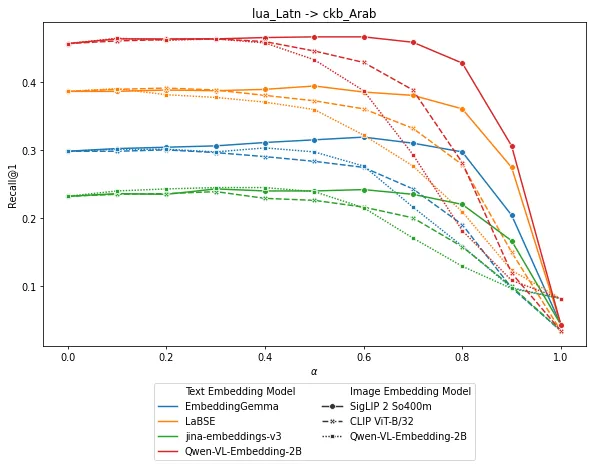 lua_Latn -> ckb_Arab
Recall@1
0.4
0.3
0.2
0.1
0.0 0.2 0.4 0.6 0.8 1.0
α
Text Embedding Model Image Embedding Model
EmbeddingGemma SigLIP 2 So400m
LaBSE CLIP ViT-B/32
jina-embeddings-v3 Qwen-VL-Embedding-2B
Qwen-VL-Embedding-2B